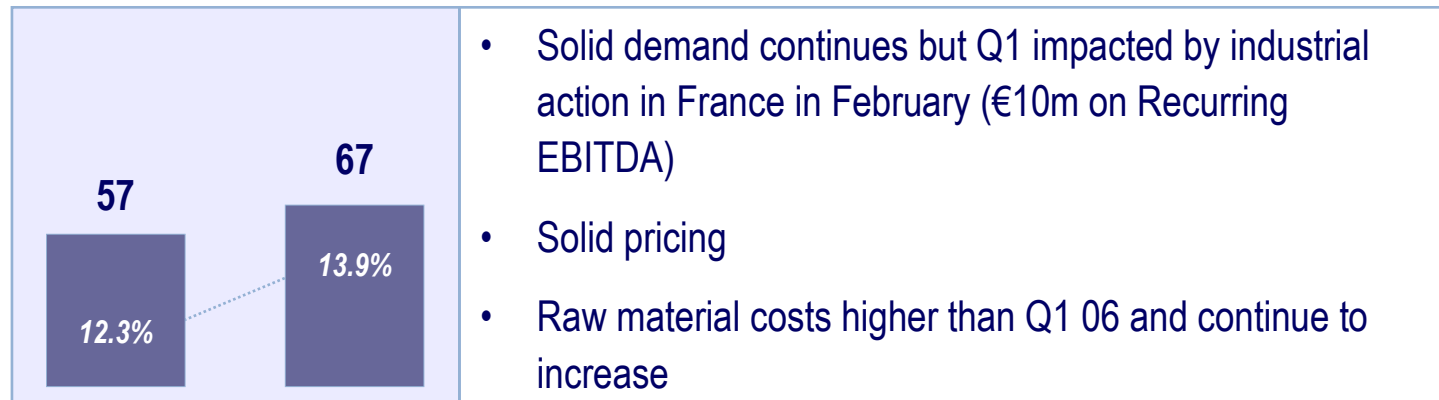 57
67
12.3%
13.9%
• Solid demand continues but Q1 impacted by industrial
action in France in February (€10m on Recurring
EBITDA)
• Solid pricing
• Raw material costs higher than Q1 06 and continue to
increase